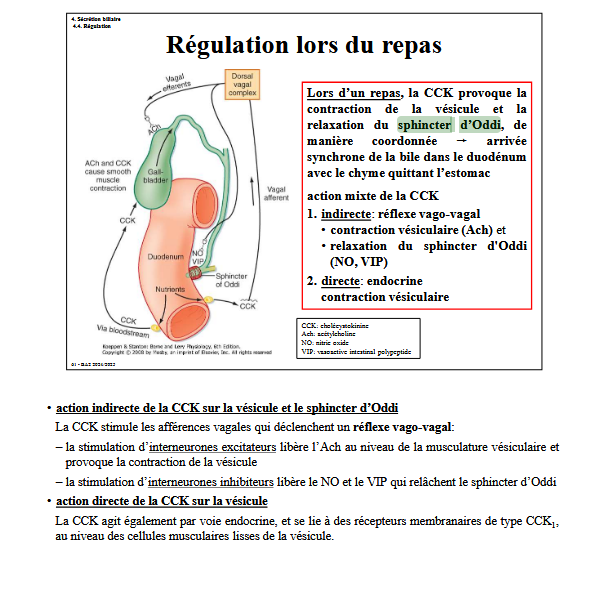 4. Sécrétion biliaire
4.4. Régulation
Régulation lors du repas
Vagal
efferents
Dorsal
vagal
complex
ACh
ACh and CCK
cause smooth
muscle
contraction
Gall-
bladder
Vagal
afferent
CCK
Duodenum
NO
VIP
Sphincter
of Oddi
Nutrients
CCK
CCK
Via bloodstream
Koeppen & Stanton: Berne and Levy Physiology, 6th Edition.
Copyright © 2008 by Mosby, an imprint of Elsevier, Inc. All rights reserved
Lors d’un repas, la CCK provoque la
contraction de la vésicule et la
relaxation du sphincter d’Oddi, de
manière coordonnée → arrivée
synchrone de la bile dans le duodénum
avec le chyme quittant l’estomac
action mixte de la CCK
1. indirecte: réflexe vago-vagal
• contraction vésiculaire (Ach) et
• relaxation du sphincter d'Oddi
(NO, VIP)
2. directe: endocrine
contraction vésiculaire
CCK: cholécystokinine
Ach: acétylcholine
NO: nitric oxide
VIP: vasoactive intestinal polypeptide
• action indirecte de la CCK sur la vésicule et le sphincter d’Oddi
La CCK stimule les afférences vagales qui déclenchent un réflexe vago-vagal:
– la stimulation d’interneurones excitateurs libère l’Ach au niveau de la musculature vésiculaire et
provoque la contraction de la vésicule
– la stimulation d’interneurones inhibiteurs libère le NO et le VIP qui relâchent le sphincter d’Oddi
• action directe de la CCK sur la vésicule
La CCK agit également par voie endocrine, et se lie à des récepteurs membranaires de type CCK₁,
au niveau des cellules musculaires lisses de la vésicule.